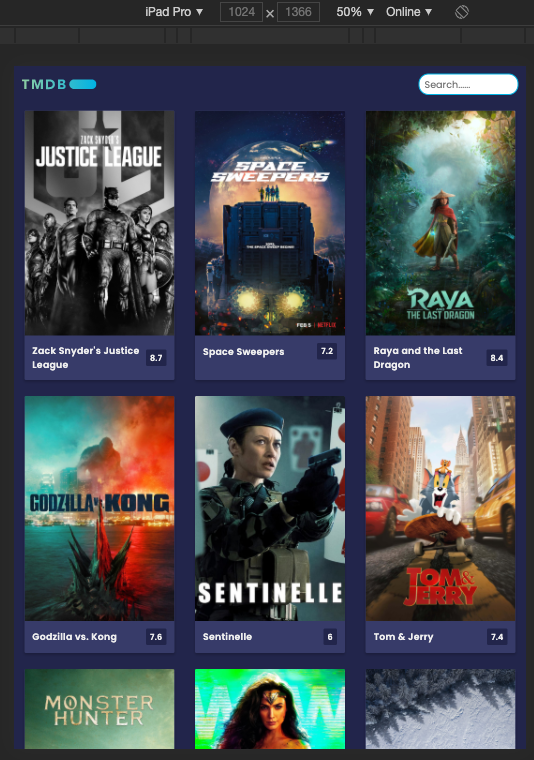 iPad Pro ▼ 1024 × 1366 50% ▼ Online ▼
TMDB
Search......
ZACK SNYDER'S
JUSTICE LEAGUE
SPACE
SWEEPERS
FEB 5 | NETFLIX
RAYA
THE LAST DRAGON
Zack Snyder's Justice
League
8.7
Space Sweepers
7.2
Raya and the Last
Dragon
8.4
GODZILLA VS. KONG
SENTINELLE
TOM &
JERRY
Godzilla vs. Kong
7.6
Sentinelle
6
Tom & Jerry
7.4
MONSTER
HUNTER